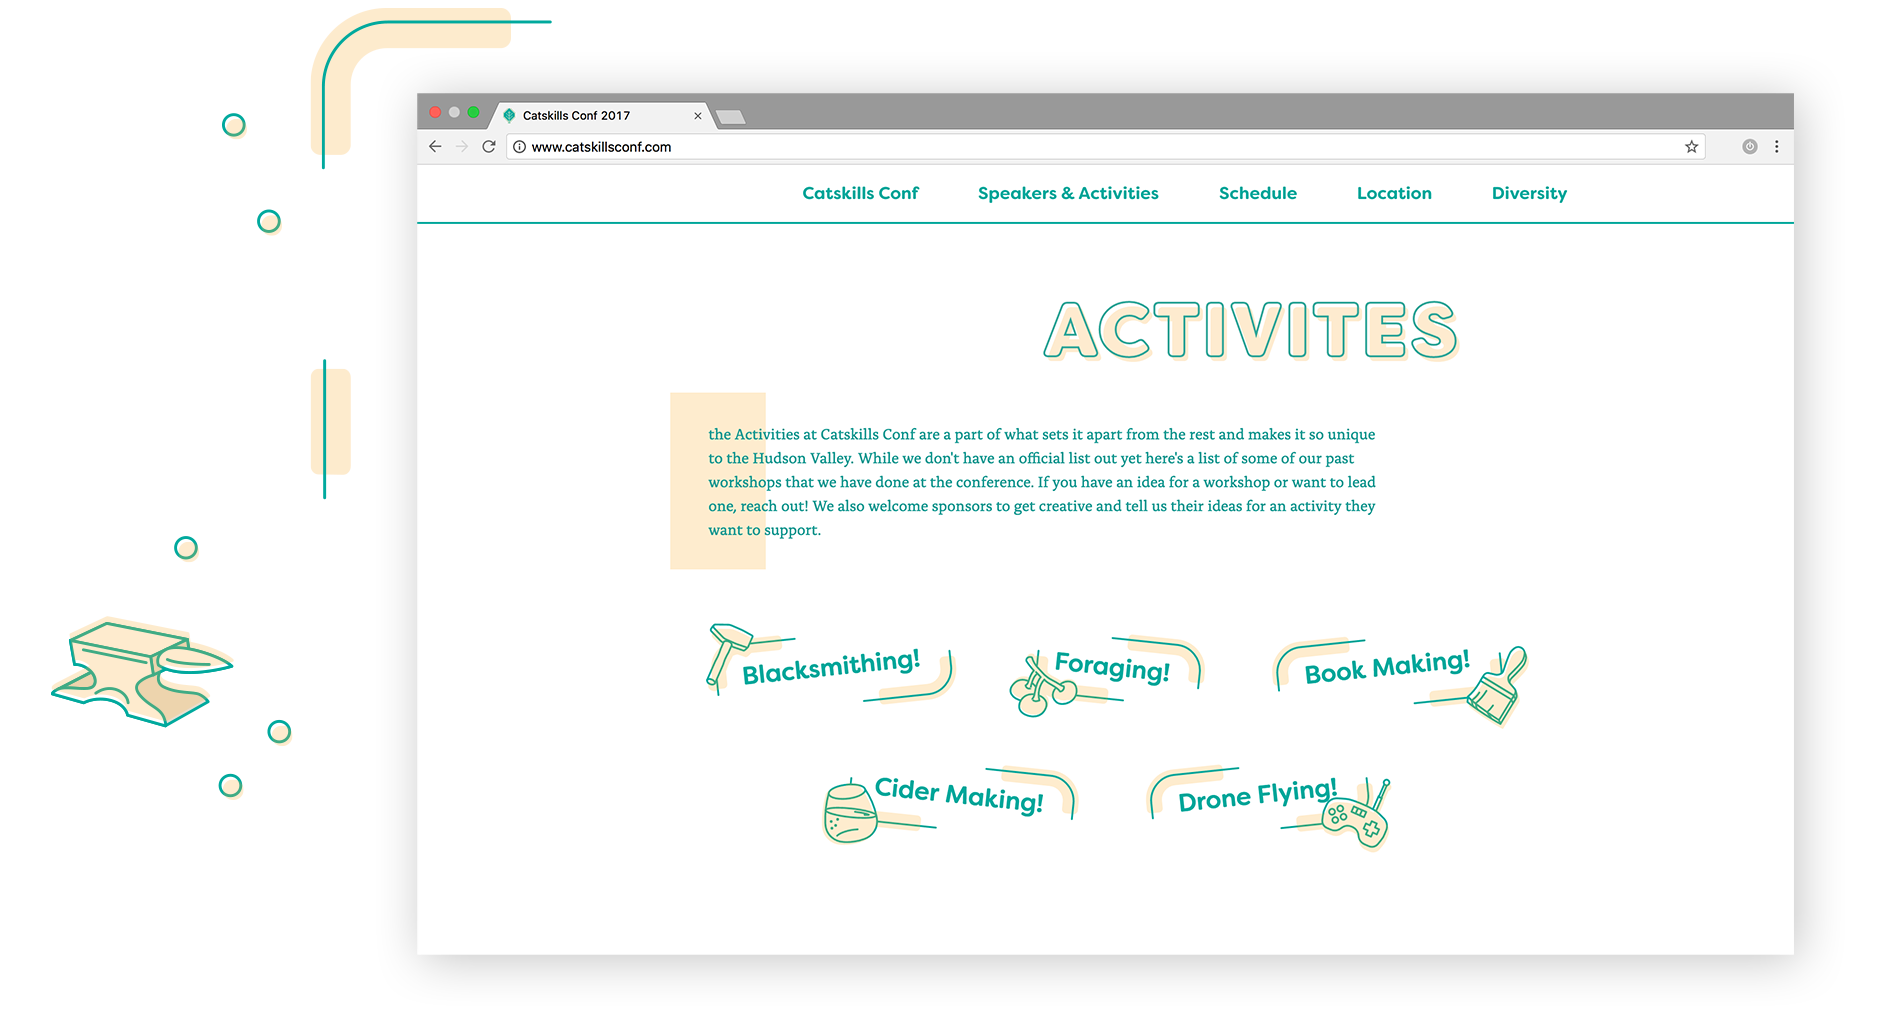 Catskills Conf 2017
www.catskillsconf.com
Catskills Conf Speakers & Activities Schedule Location Diversity
ACTIVITES
the Activities at Catskills Conf are a part of what sets it apart from the rest and makes it so unique
to the Hudson Valley. While we don't have an official list out yet here's a list of some of our past
workshops that we have done at the conference. If you have an idea for a workshop or want to lead
one, reach out! We also welcome sponsors to get creative and tell us their ideas for an activity they
want to support.
Blacksmithing! Foraging! Book Making!
Cider Making! Drone Flying!